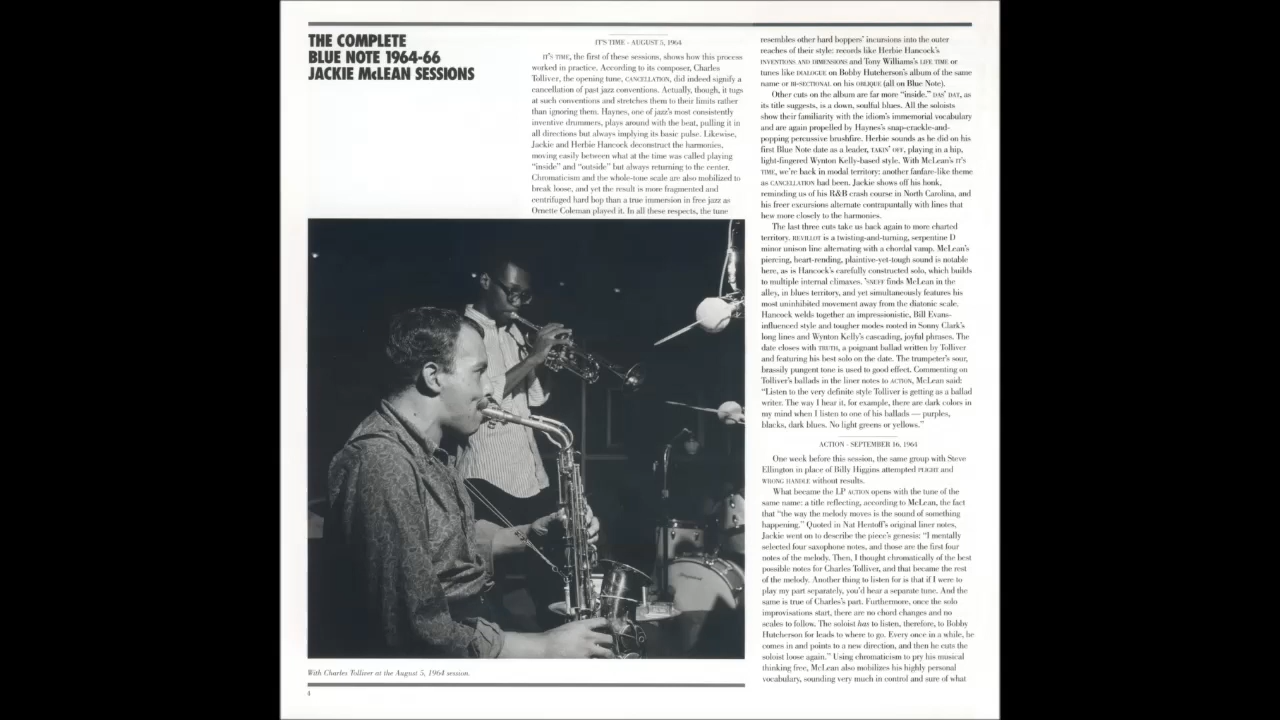 THE COMPLETE
BLUE NOTE 1964-66
JACKIE McLEAN SESSIONS
IT'S TIME - AUGUST 5, 1964
IT'S TIME, the first of these sessions, shows how this process
worked in practice. According to its composer, Charles
Tolliver, the opening tune, CANCELLATION, did indeed signify a
cancellation of past jazz conventions. Actually, though, it tugs
at such conventions and stretches them to their limits rather
than ignoring them. Haynes, one of jazz's most consistently
inventive drummers, plays around with the beat, pulling it in
all directions but always implying its basic pulse. Likewise,
Jackie and Herbie Hancock deconstruct the harmonies,
moving easily between what at the time was called playing
"inside" and "outside" but always returning to the center.
Chromaticism and the whole-tone scale are also mobilized to
break loose, and yet the result is more fragmented and
centrifuged hard bop than a true immersion in free jazz as
Ornette Coleman played it. In all these respects, the tune
resembles other hard boppers' incursions into the outer
reaches of their style: records like Herbie Hancock's
INVENTIONS AND DIMENSIONS and Tony Williams's LIFE TIME or
tunes like DIALOGUE on Bobby Hutcherson's album of the same
name or BI-SECTIONAL on his OBLIQUE (all on Blue Note).
Other cuts on the album are far more "inside." DAS' DAT, as
its title suggests, is a down, soulful blues. All the soloists
show their familiarity with the idiom's immemorial vocabulary
and are again propelled by Haynes's snap-crackle-and-
popping percussive brushfire. Herbie sounds as he did on his
first Blue Note date as a leader, TAKIN' OFF, playing in a hip,
light-fingered Wynton Kelly-based style. With McLean's IT'S
TIME, we're back in modal territory: another fanfare-like theme
as CANCELLATION had been. Jackie shows off his honk,
reminding us of his R&B crash course in North Carolina, and
his freer excursions alternate contrapuntally with lines that
hew more closely to the harmonies.
The last three cuts take us back again to more charted
territory. REVILLOT is a twisting-and-turning, serpentine D
minor unison line alternating with a chordal vamp. McLean's
piercing, heart-rending, plaintive-yet-tough sound is notable
here, as is Hancock's carefully constructed solo, which builds
to multiple internal climaxes. 'SNUFF finds McLean in the
alley, in blues territory, and yet simultaneously features his
most uninhibited movement away from the diatonic scale.
Hancock welds together an impressionistic, Bill Evans-
influenced style and tougher modes rooted in Sonny Clark's
long lines and Wynton Kelly's cascading, joyful phrases. The
date closes with TRUTH, a poignant ballad written by Tolliver
and featuring his best solo on the date. The trumpeter's sour,
brassily pungent tone is used to good effect. Commenting on
Tolliver's ballads in the liner notes to ACTION, McLean said:
"Listen to the very definite style Tolliver is getting as a ballad
writer. The way I hear it, for example, there are dark colors in
my mind when I listen to one of his ballads — purples,
blacks, dark blues. No light greens or yellows."
ACTION - SEPTEMBER 16, 1964
One week before this session, the same group with Steve
Ellington in place of Billy Higgins attempted PLIGHT and
WRONG HANDLE without results.
What became the LP ACTION opens with the tune of the
same name: a title reflecting, according to McLean, the fact
that "the way the melody moves is the sound of something
happening." Quoted in Nat Hentoff's original liner notes,
Jackie went on to describe the piece's genesis: "I mentally
selected four saxophone notes, and those are the first four
notes of the melody. Then, I thought chromatically of the best
possible notes for Charles Tolliver, and that became the rest
of the melody. Another thing to listen for is that if I were to
play my part separately, you'd hear a separate tune. And the
same is true of Charles's part. Furthermore, once the solo
improvisations start, there are no chord changes and no
scales to follow. The soloist has to listen, therefore, to Bobby
Hutcherson for leads to where to go. Every once in a while, he
comes in and points to a new direction, and then he cuts the
soloist loose again." Using chromaticism to pry his musical
thinking free, McLean also mobilizes his highly personal
vocabulary, sounding very much in control and sure of what
With Charles Tolliver at the August 5, 1964 session.
4